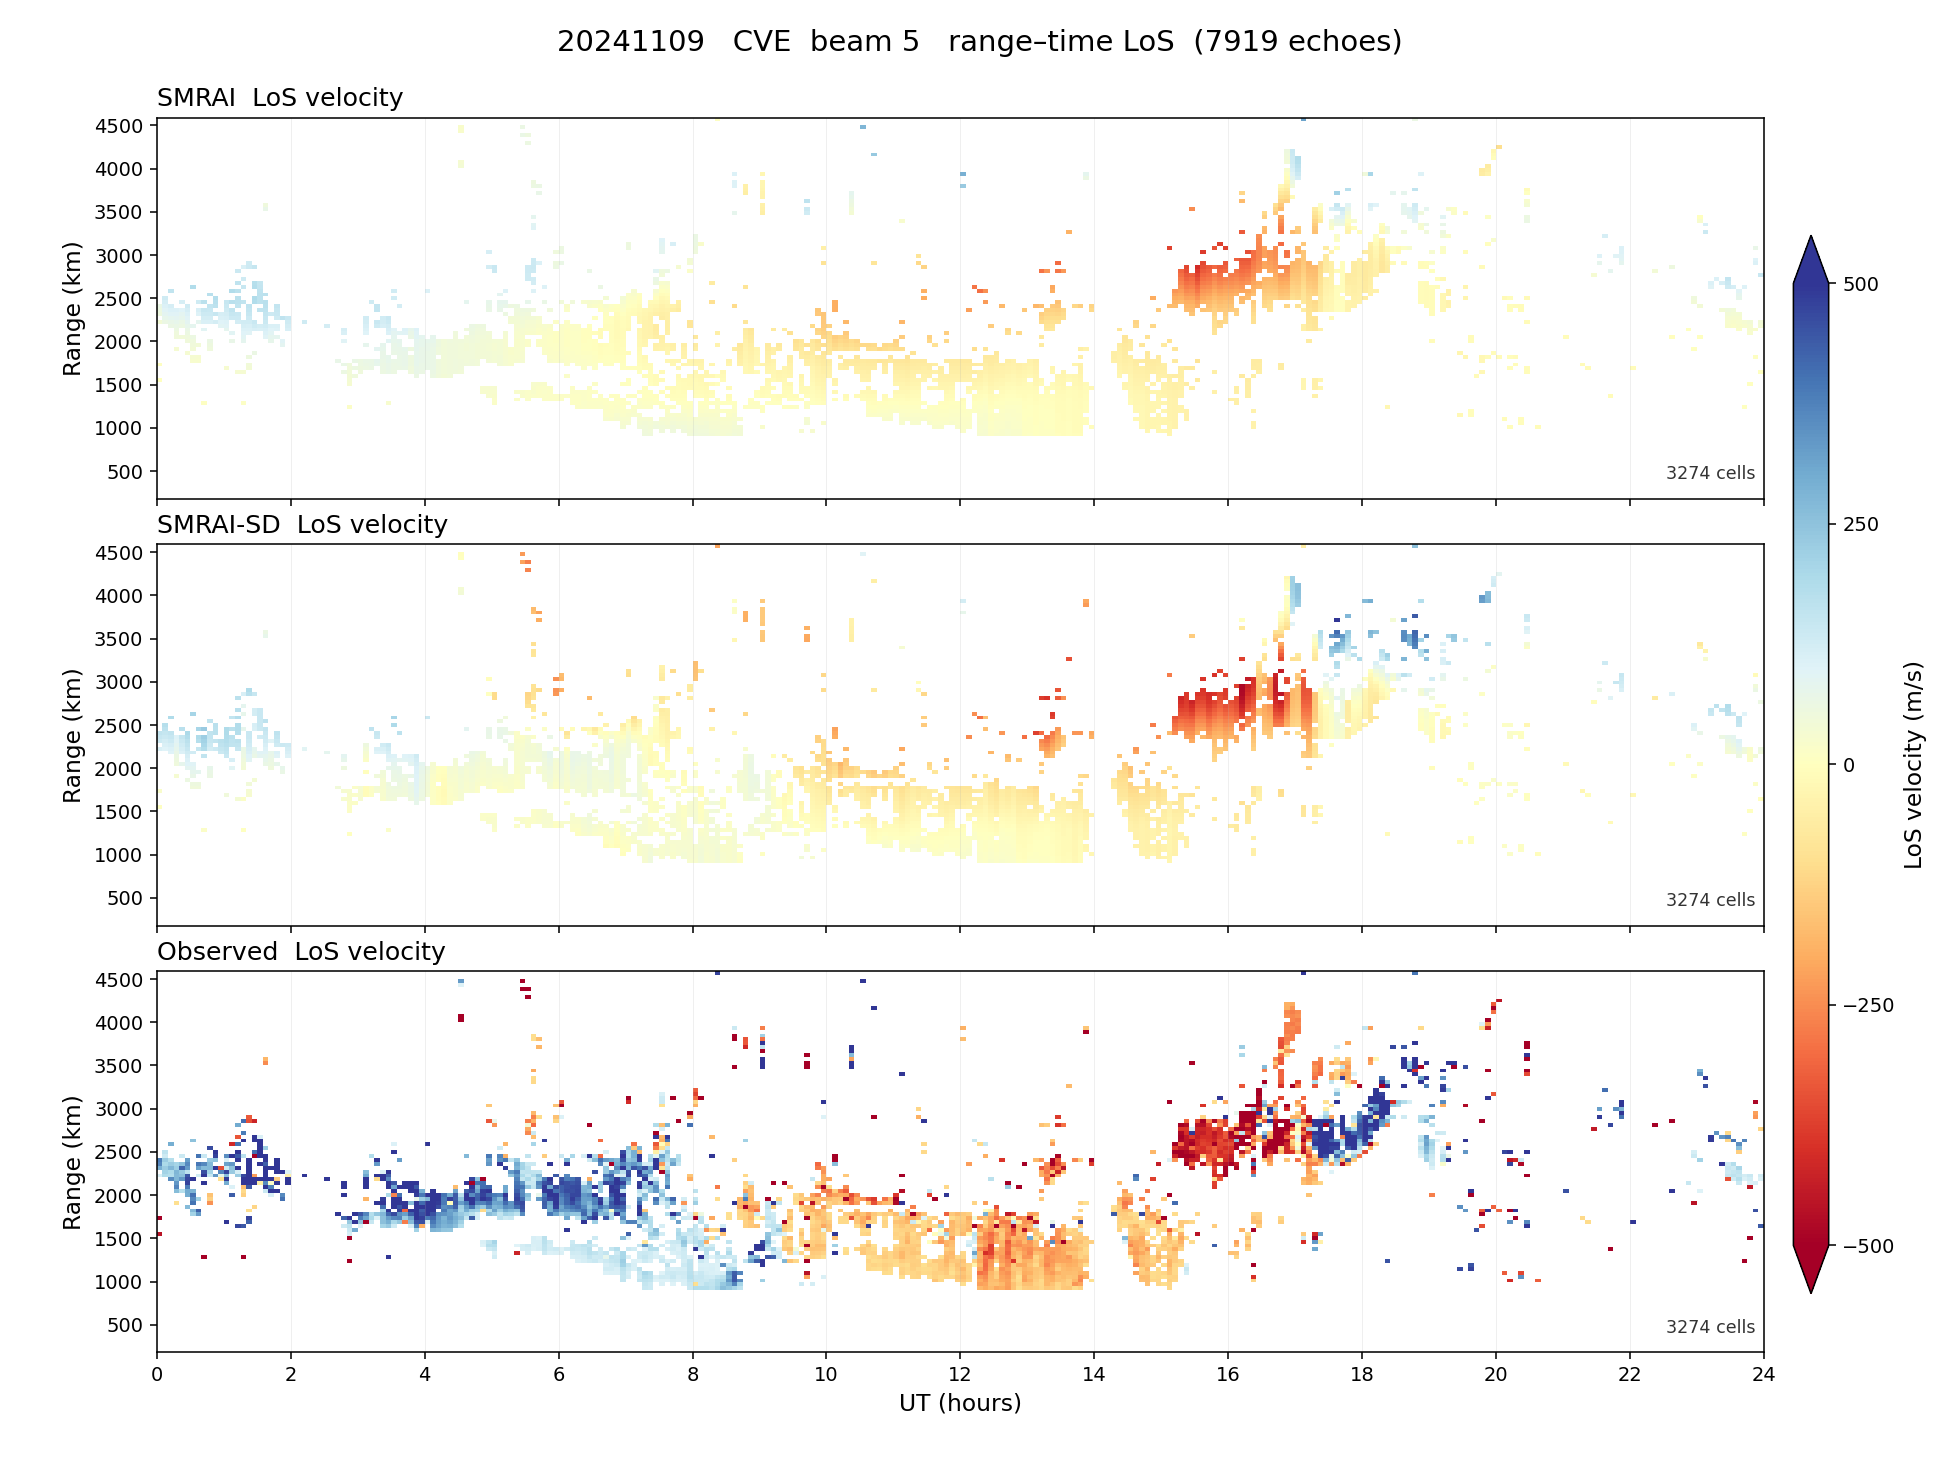 20241109   CVE  beam 5   range–time LoS  (7919 echoes)
SMRAI  LoS velocity
4500
4000
3500
3000
2500
2000
1500
1000
500
Range (km)
3274 cells
SMRAI-SD  LoS velocity
4500
4000
3500
3000
2500
2000
1500
1000
500
Range (km)
3274 cells
Observed  LoS velocity
4500
4000
3500
3000
2500
2000
1500
1000
500
Range (km)
3274 cells
0 2 4 6 8 10 12 14 16 18 20 22 24
UT (hours)
500
250
0
−250
−500
LoS velocity (m/s)